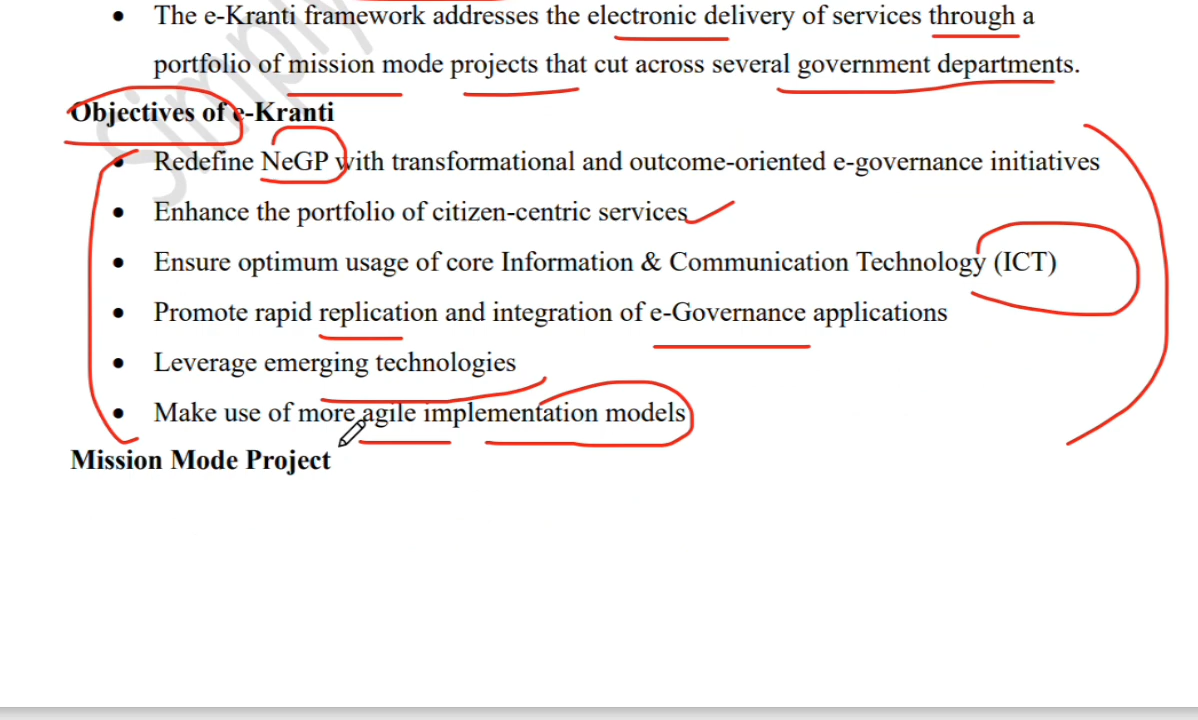 • The e-Kranti framework addresses the electronic delivery of services through a
portfolio of mission mode projects that cut across several government departments.
Objectives of e-Kranti
• Redefine NeGP with transformational and outcome-oriented e-governance initiatives
• Enhance the portfolio of citizen-centric services
• Ensure optimum usage of core Information & Communication Technology (ICT)
• Promote rapid replication and integration of e-Governance applications
• Leverage emerging technologies
• Make use of more agile implementation models
Mission Mode Project
Simply